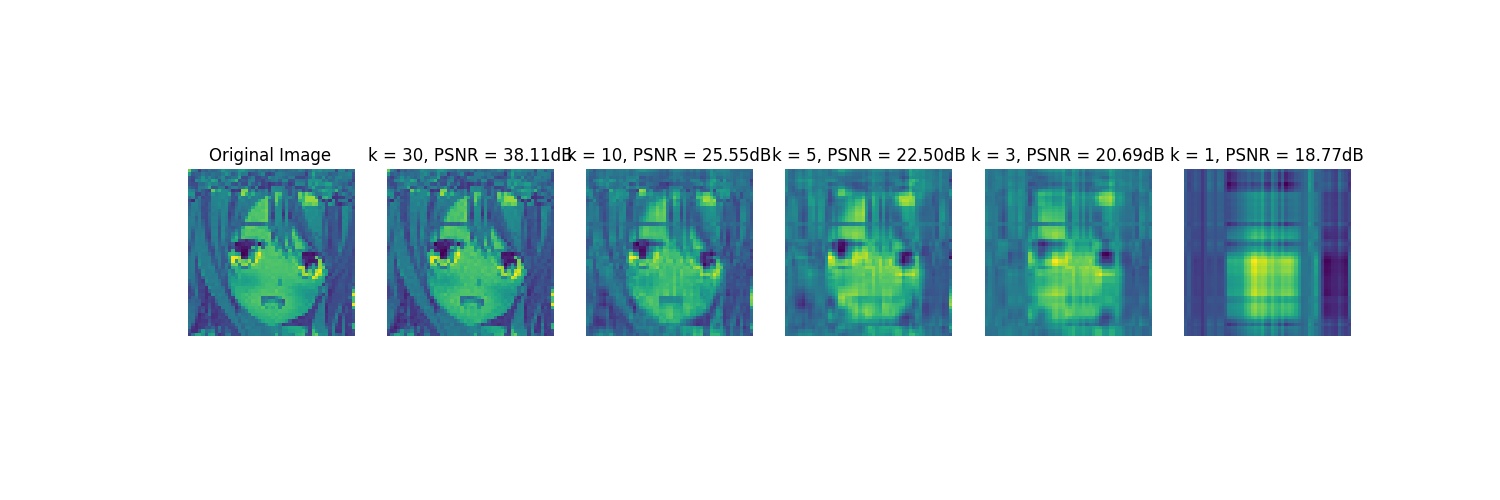 Original Image
k = 30, PSNR = 38.11dB
k = 10, PSNR = 25.55dB
k = 5, PSNR = 22.50dB
k = 3, PSNR = 20.69dB
k = 1, PSNR = 18.77dB